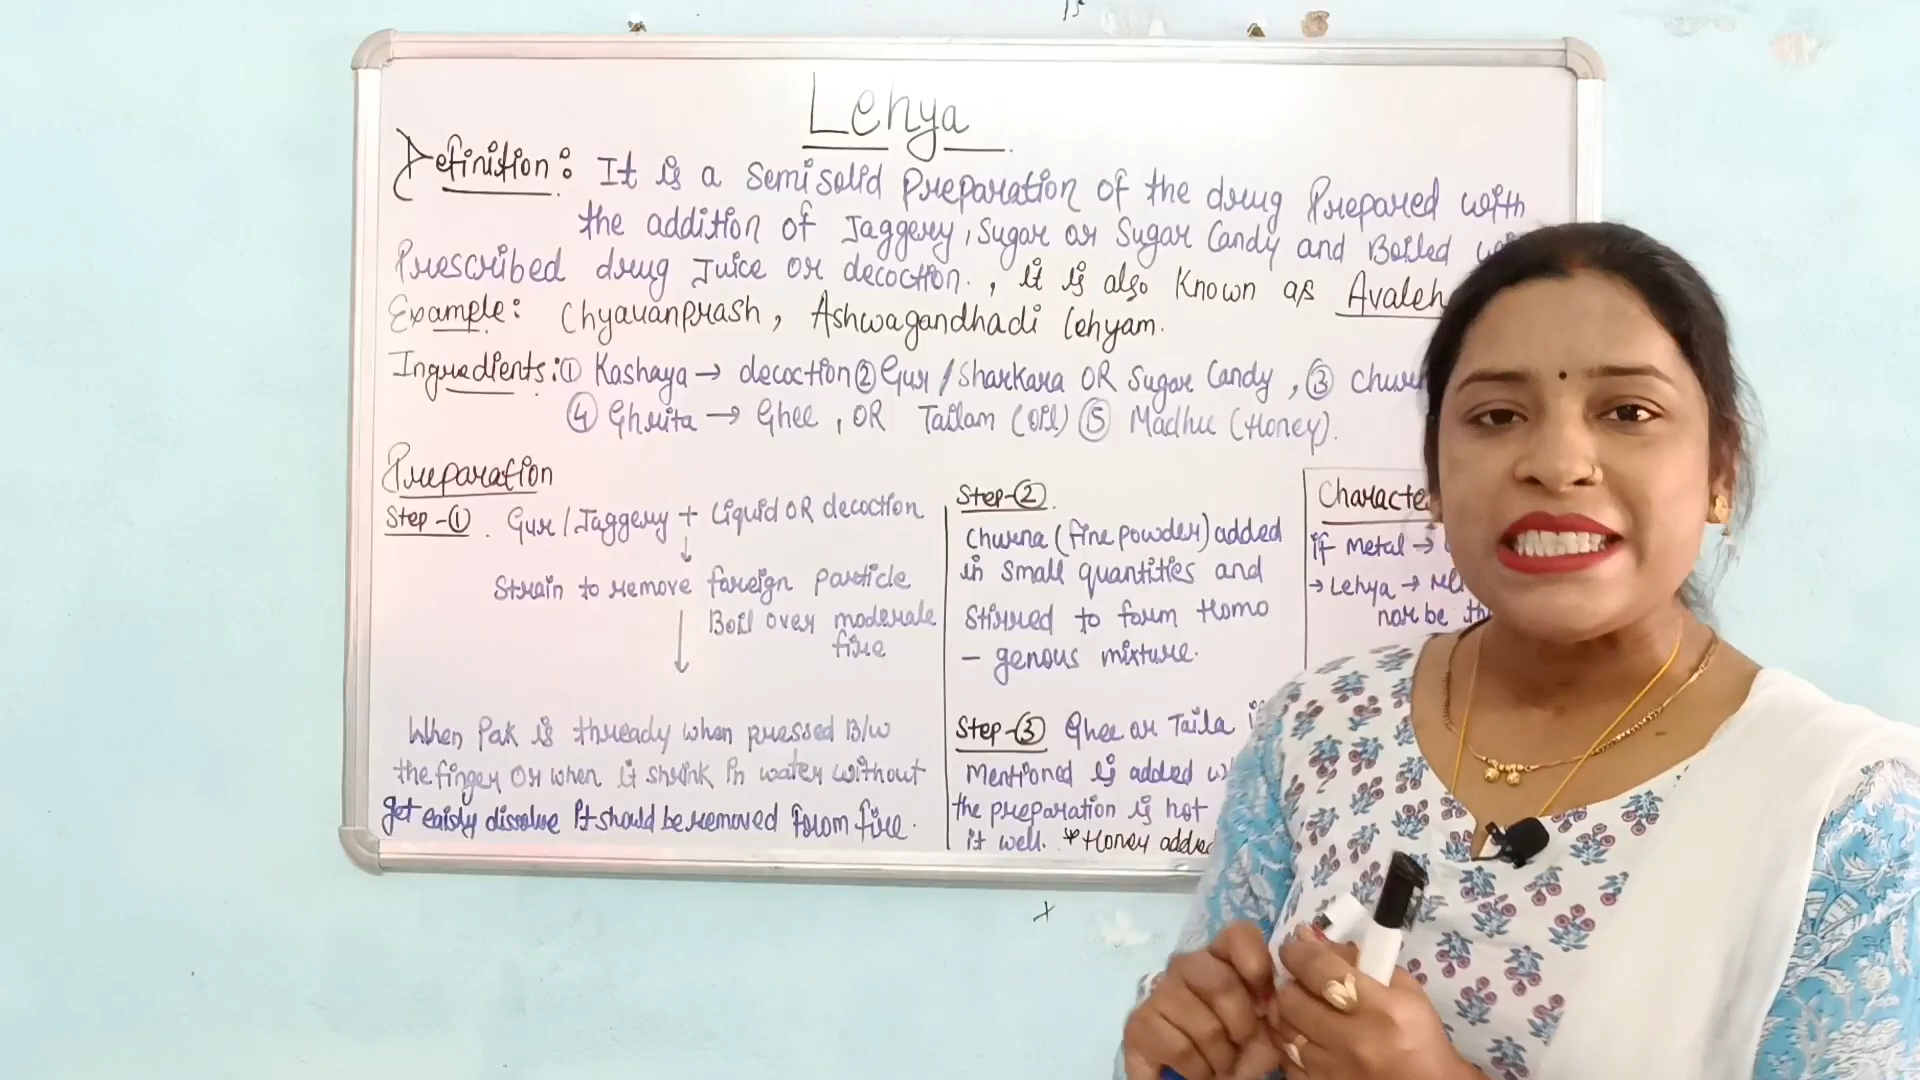 Lehya
Definition: It is a semisolid preparation of the drug Prepared with
the addition of Jaggery, Sugar or Sugar Candy and Boiled
Prescribed drug Juice or decoction., it is also Known as
Example: Chyavanprash, Ashwagandhadi Lehyam.
Ingredients: ① Kashaya → decoction ② Gur / Sharkara OR Sugar Candy, ③
④ Ghrita → Ghee, OR Tailam (oil) ⑤ Madhu (Honey).
Preparation
Step-① . Gur / Jaggery + Liquid OR decoction
↓
Strain to remove foreign particle
↓ Boil over moderate
fire
When Pak is thready when pressed B/w
the finger Or when it shrink in water without
get eaisly dissolve It should be removed forom fire.
Step-②.
Churna (fine powder) added
in small quantities and
Stirred to form Homo
- genous mixture.
Step-③ Ghee or Taila
mentioned is added
the preparation is hot
it well. * Honey added
if Metal →
→ Lehya →
nor be